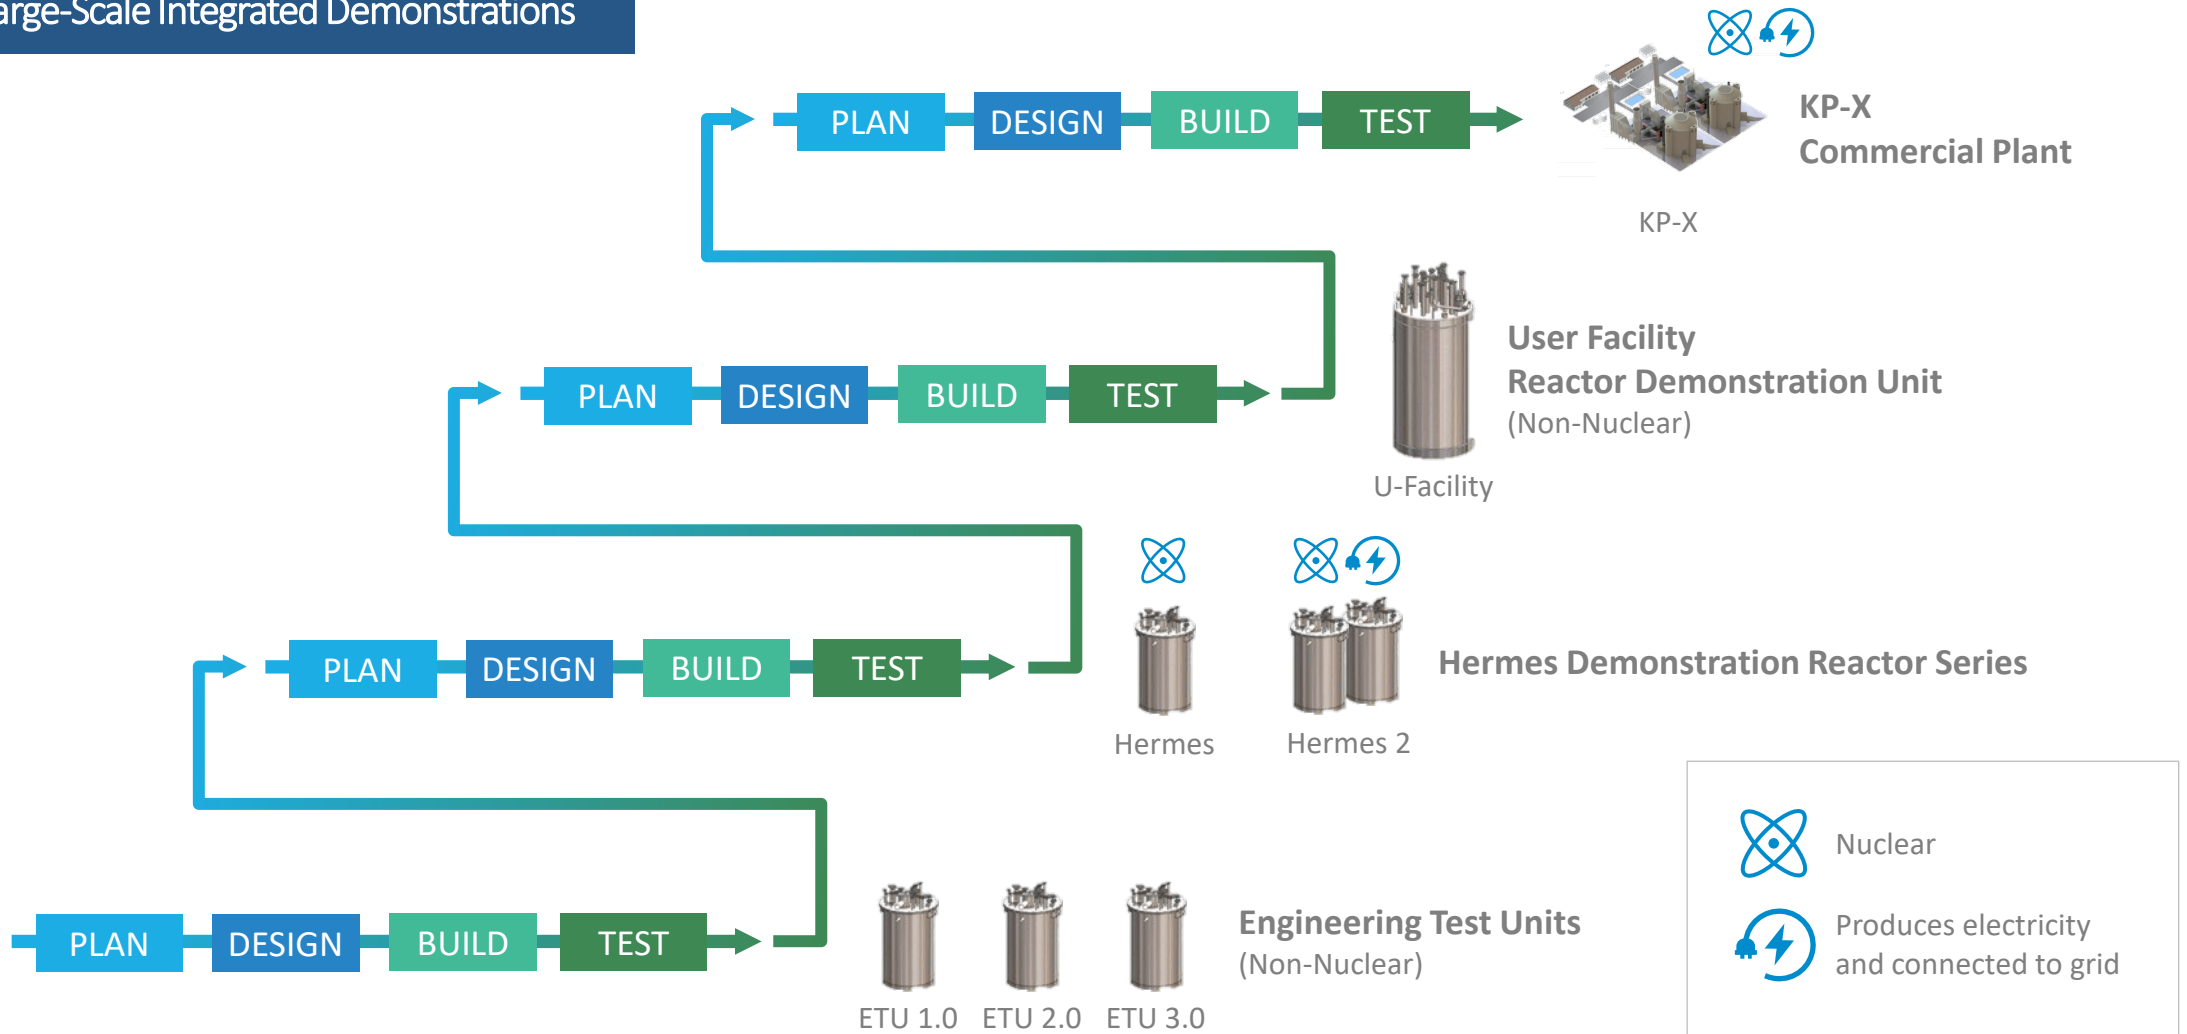 arge-Scale Integrated Demonstrations
PLAN DESIGN BUILD TEST
KP-X
Commercial Plant
KP-X
PLAN DESIGN BUILD TEST
User Facility
Reactor Demonstration Unit
(Non-Nuclear)
U-Facility
PLAN DESIGN BUILD TEST
Hermes Demonstration Reactor Series
Hermes
Hermes 2
PLAN DESIGN BUILD TEST
Engineering Test Units
(Non-Nuclear)
ETU 1.0
ETU 2.0
ETU 3.0
Nuclear
Produces electricity
and connected to grid